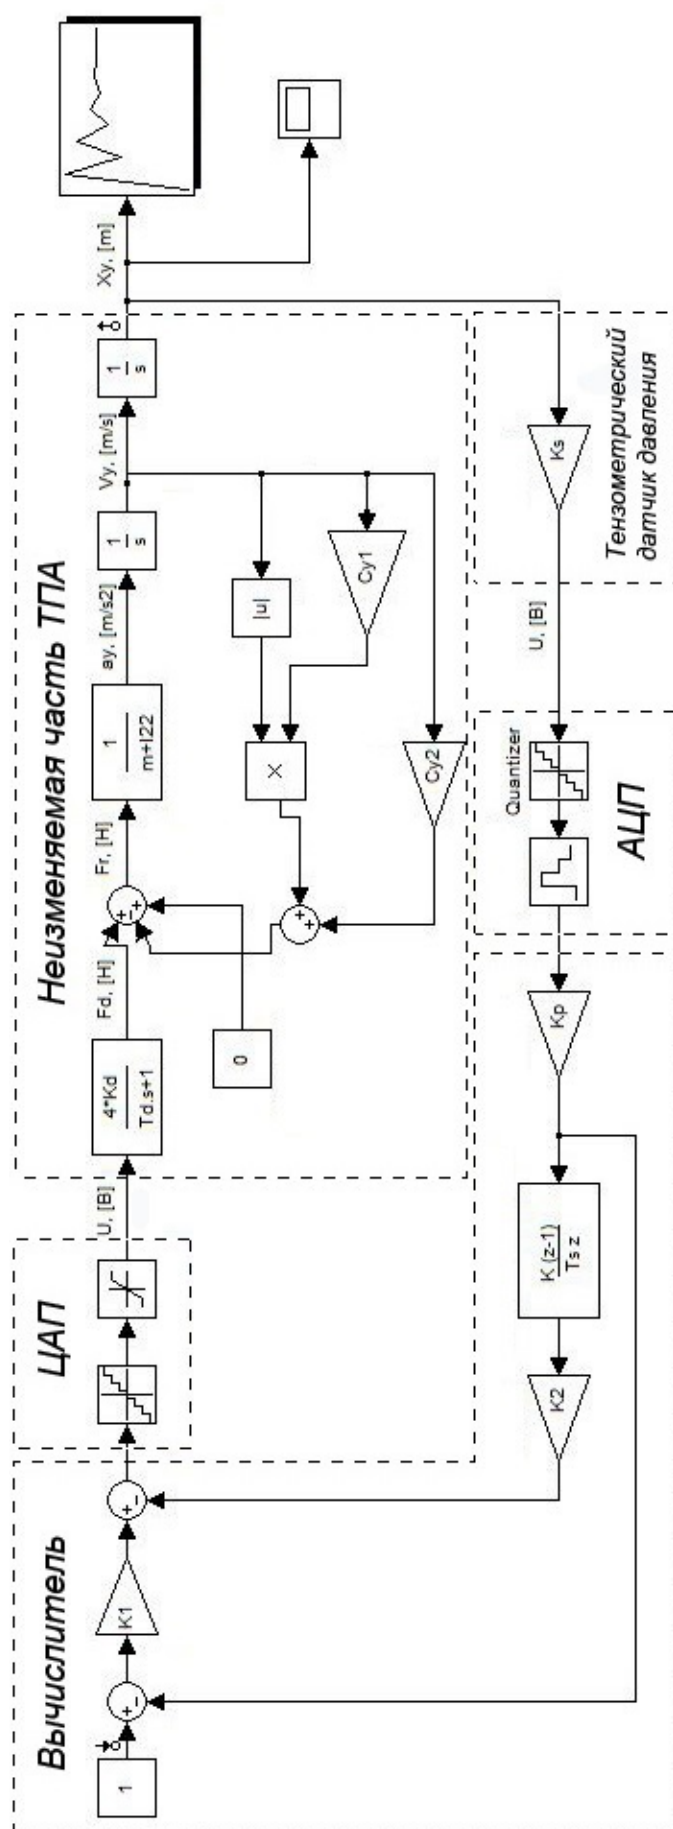 Вычислитель
1
K1
ЦАП
U, [В]
Неизменяемая часть ТПА
4*Kd
Td.s+1
Fd, [Н]
0
Fr, [Н]
1
m+l22
ay, [m/s2]
1
s
Vy, [m/s]
1
s
Xy, [m]
|u|
×
Cy1
Cy2
K2
K (z-1)
Ts z
Kp
АЦП
Quantizer
U, [В]
Ks
Тензометрический
датчик давления